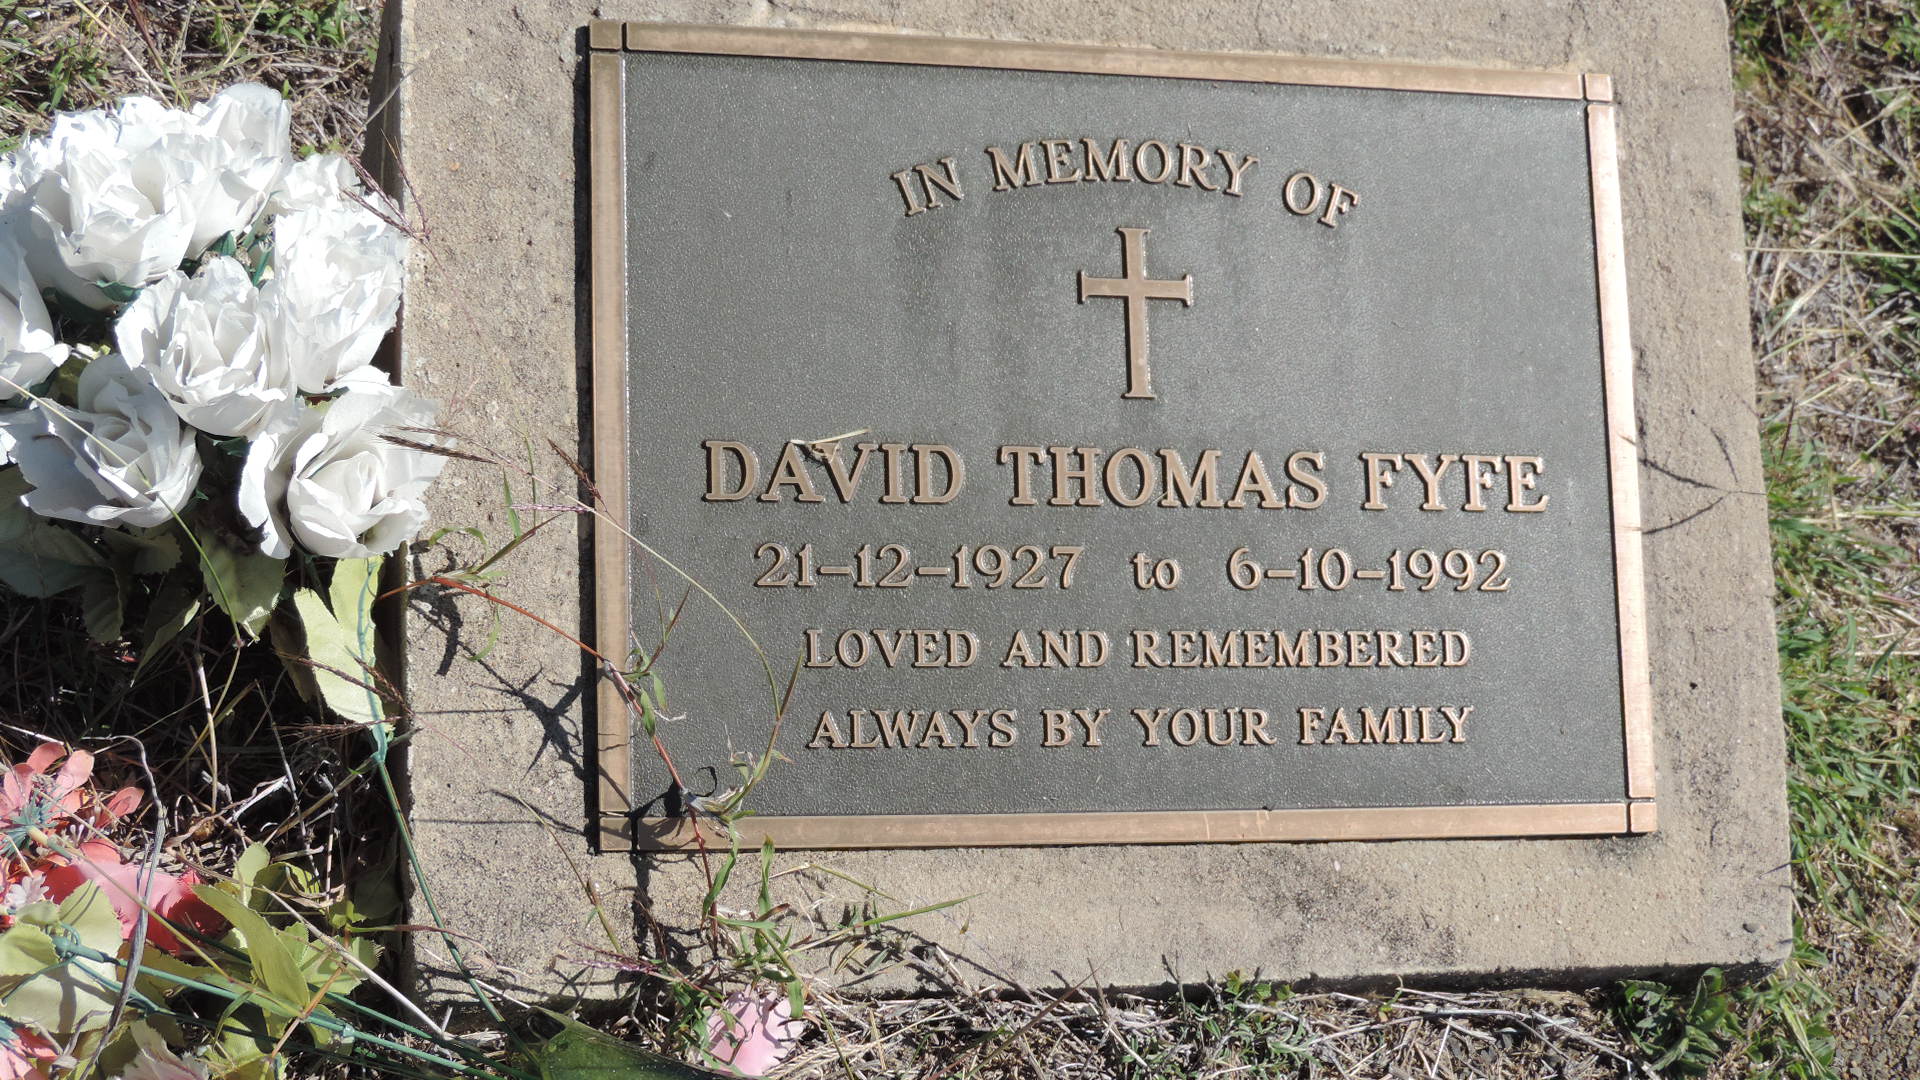 IN MEMORY OF
DAVID THOMAS FYFE
21-12-1927 to 6-10-1992
LOVED AND REMEMBERED
ALWAYS BY YOUR FAMILY